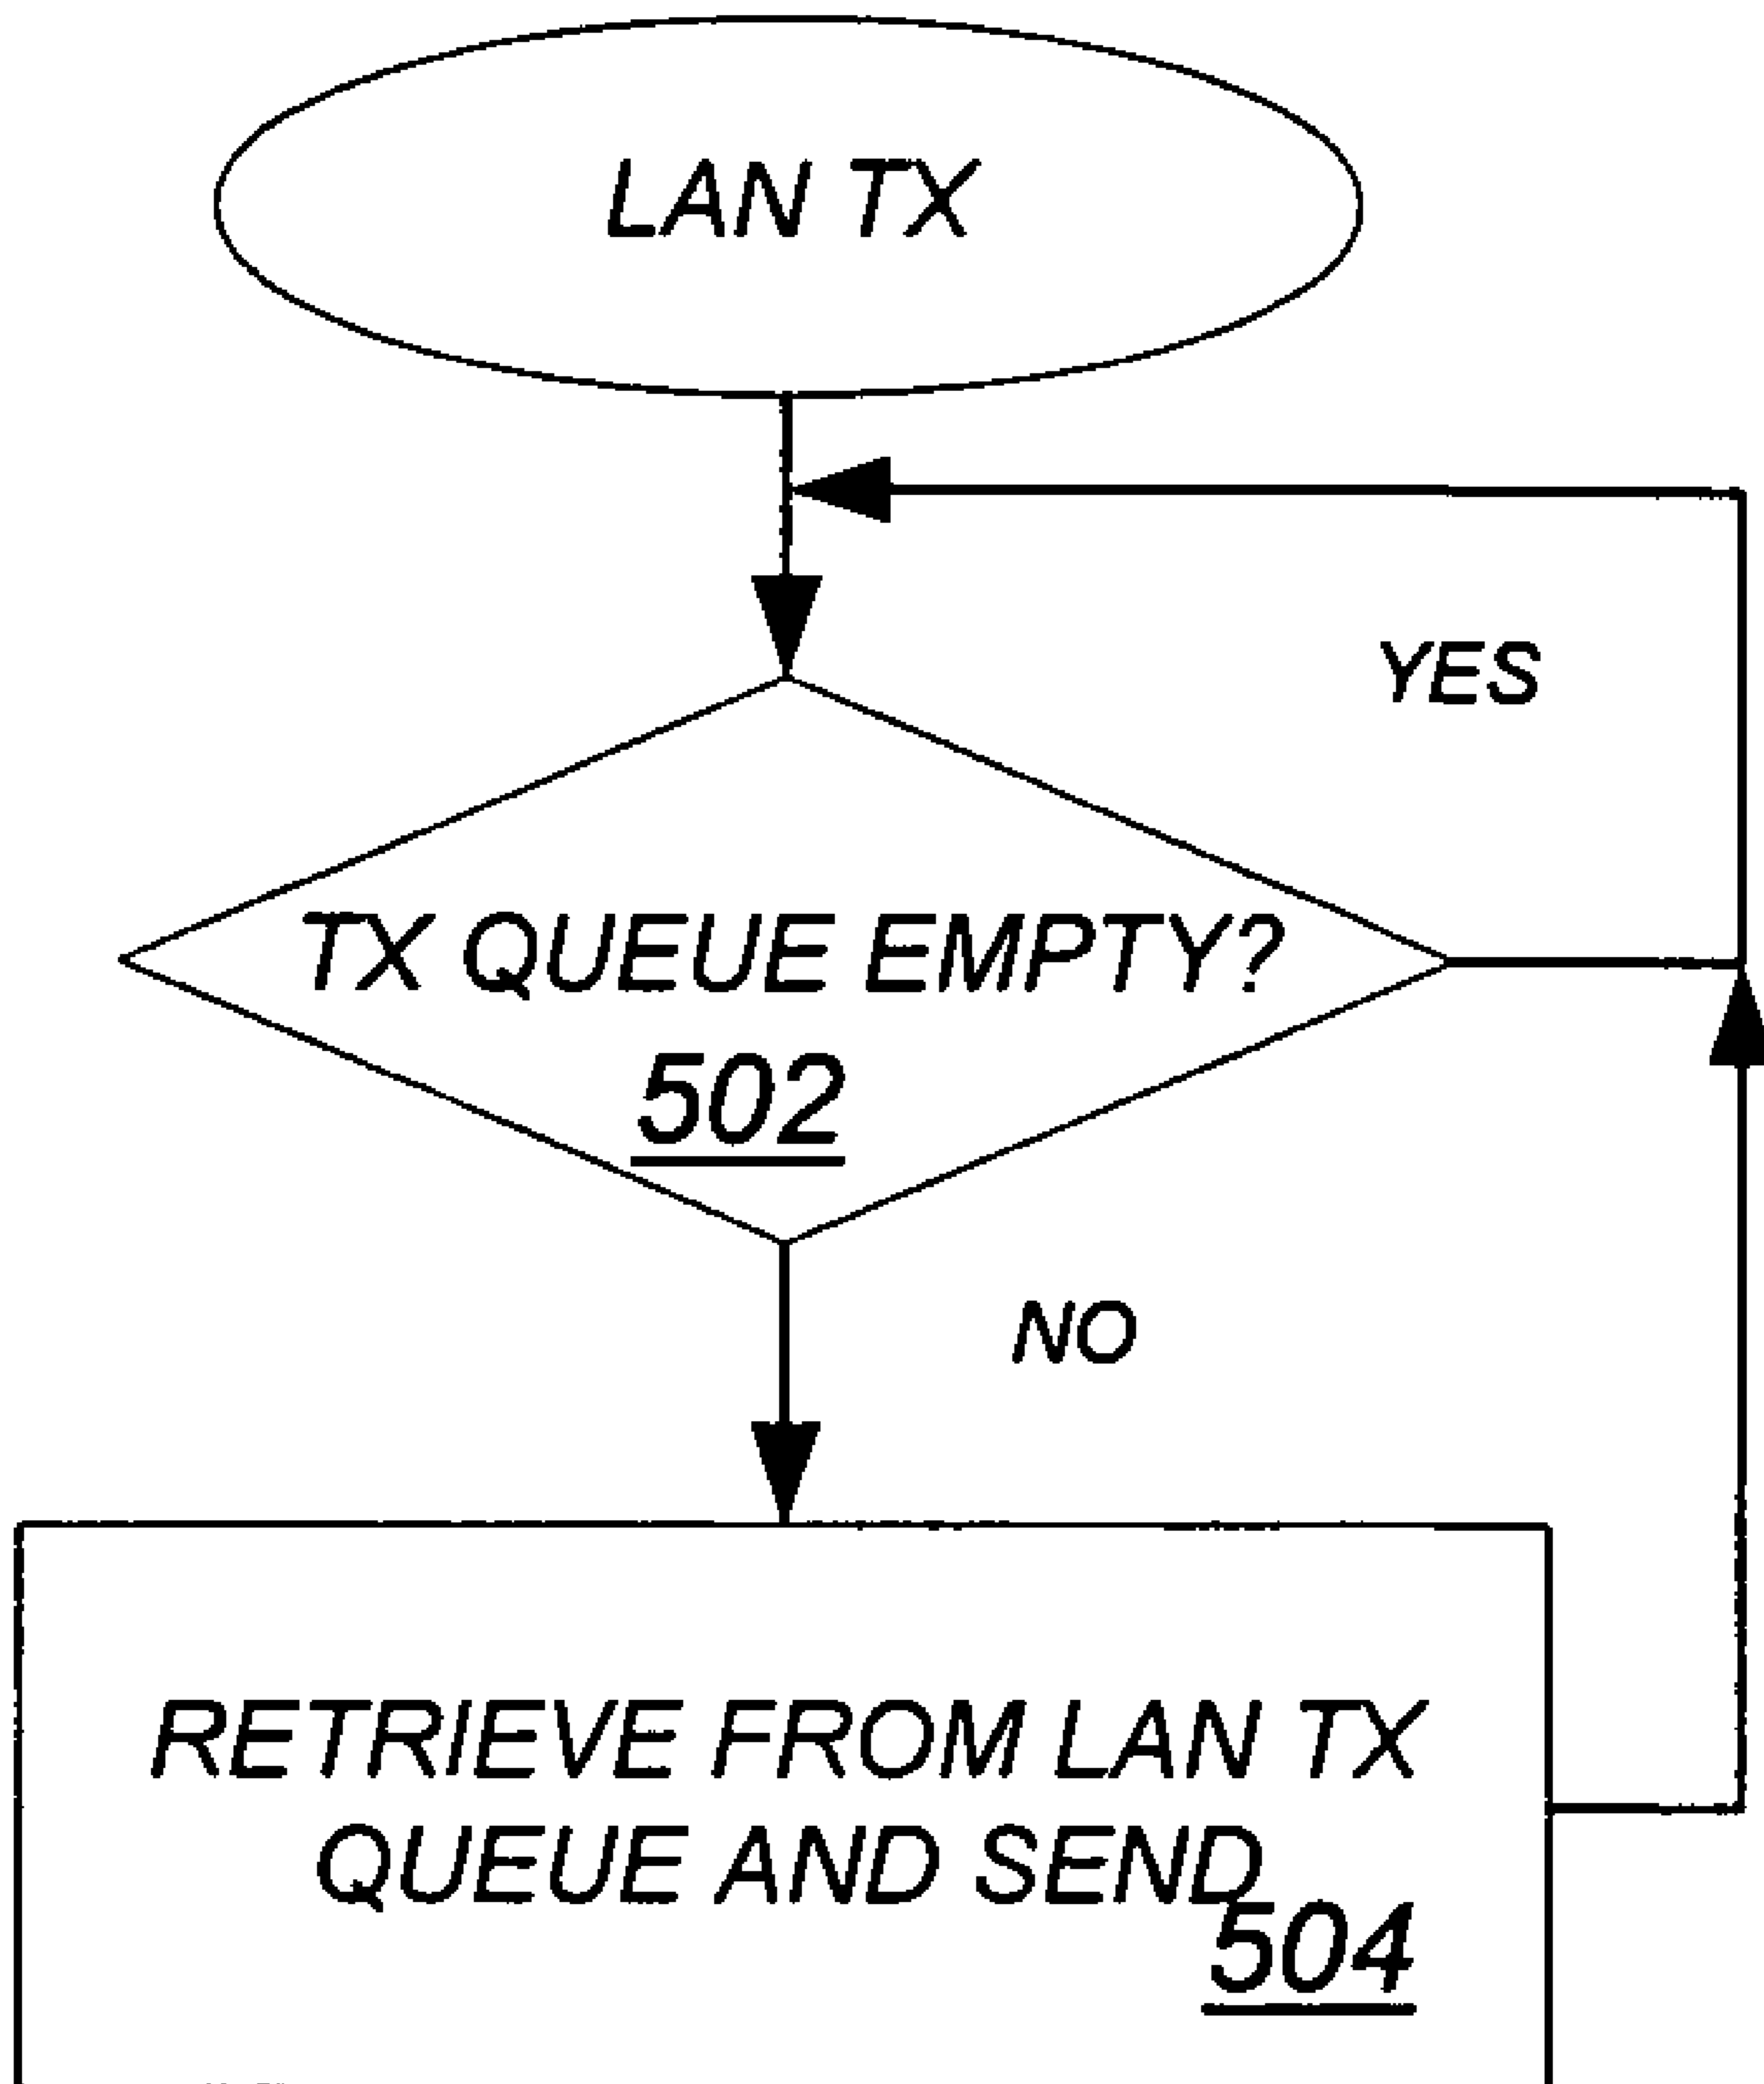 LAN TX
YES
TX QUEUE EMPTY?
502
NO
RETRIEVE FROM LAN TX
QUEUE AND SEND
504